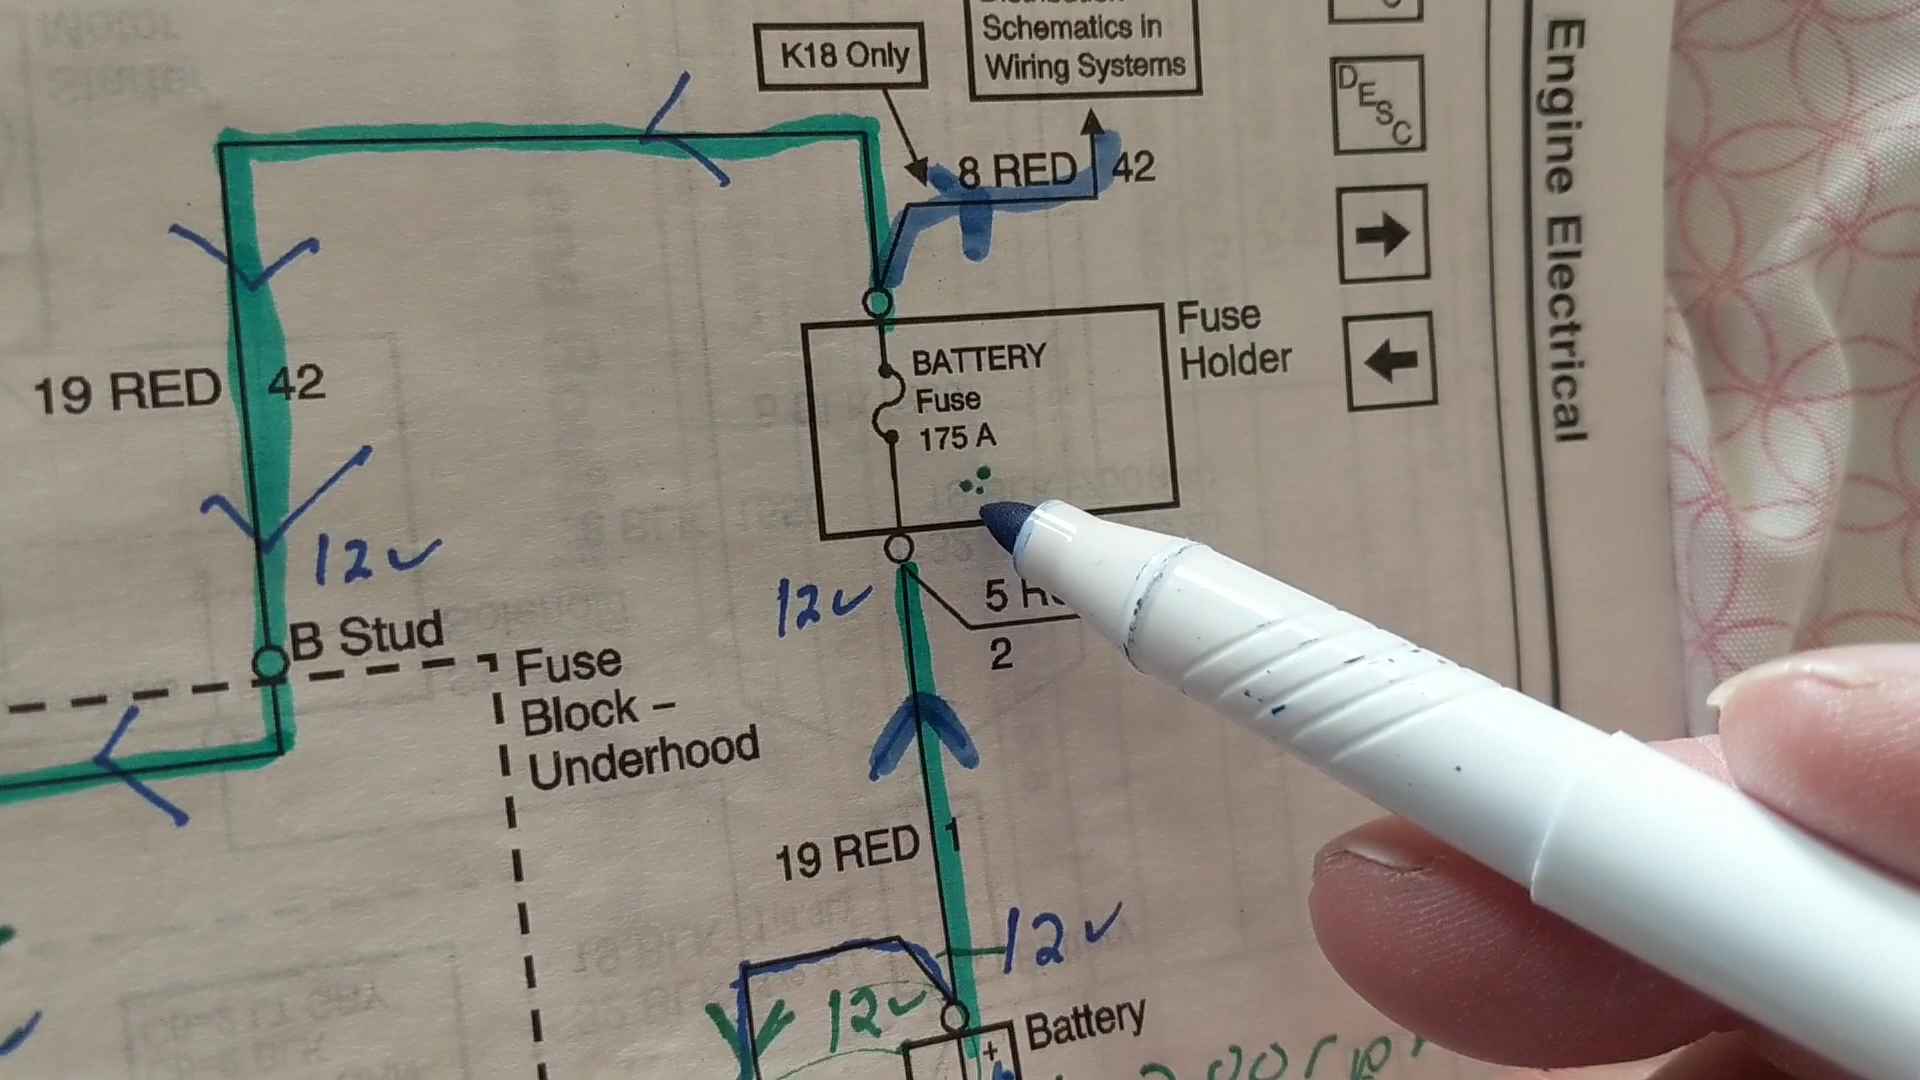 K18 Only
Schematics in
Wiring Systems
DESC
Engine Electrical
8 RED 42
19 RED 42
BATTERY
Fuse
175 A
Fuse
Holder
12v
12v
5
2
B Stud
Fuse
Block –
Underhood
19 RED 1
12v
12v
Battery
+